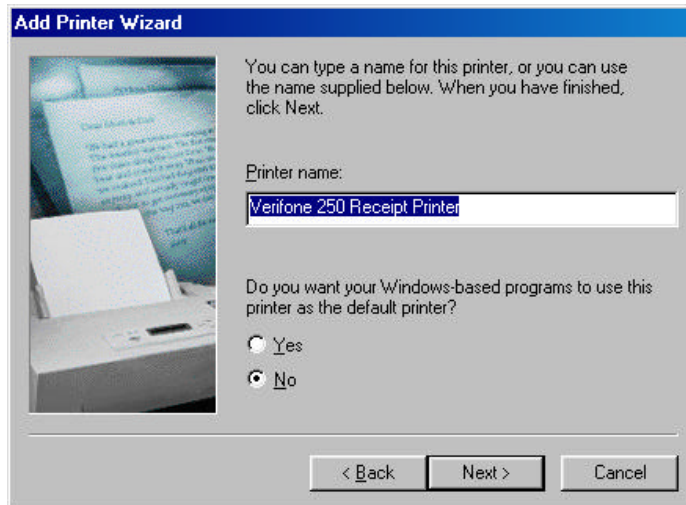 Add Printer Wizard
You can type a name for this printer, or you can use
the name supplied below. When you have finished,
click Next.
Printer name:
Verifone 250 Receipt Printer
Do you want your Windows-based programs to use this
printer as the default printer?
Yes
No
< Back
Next >
Cancel